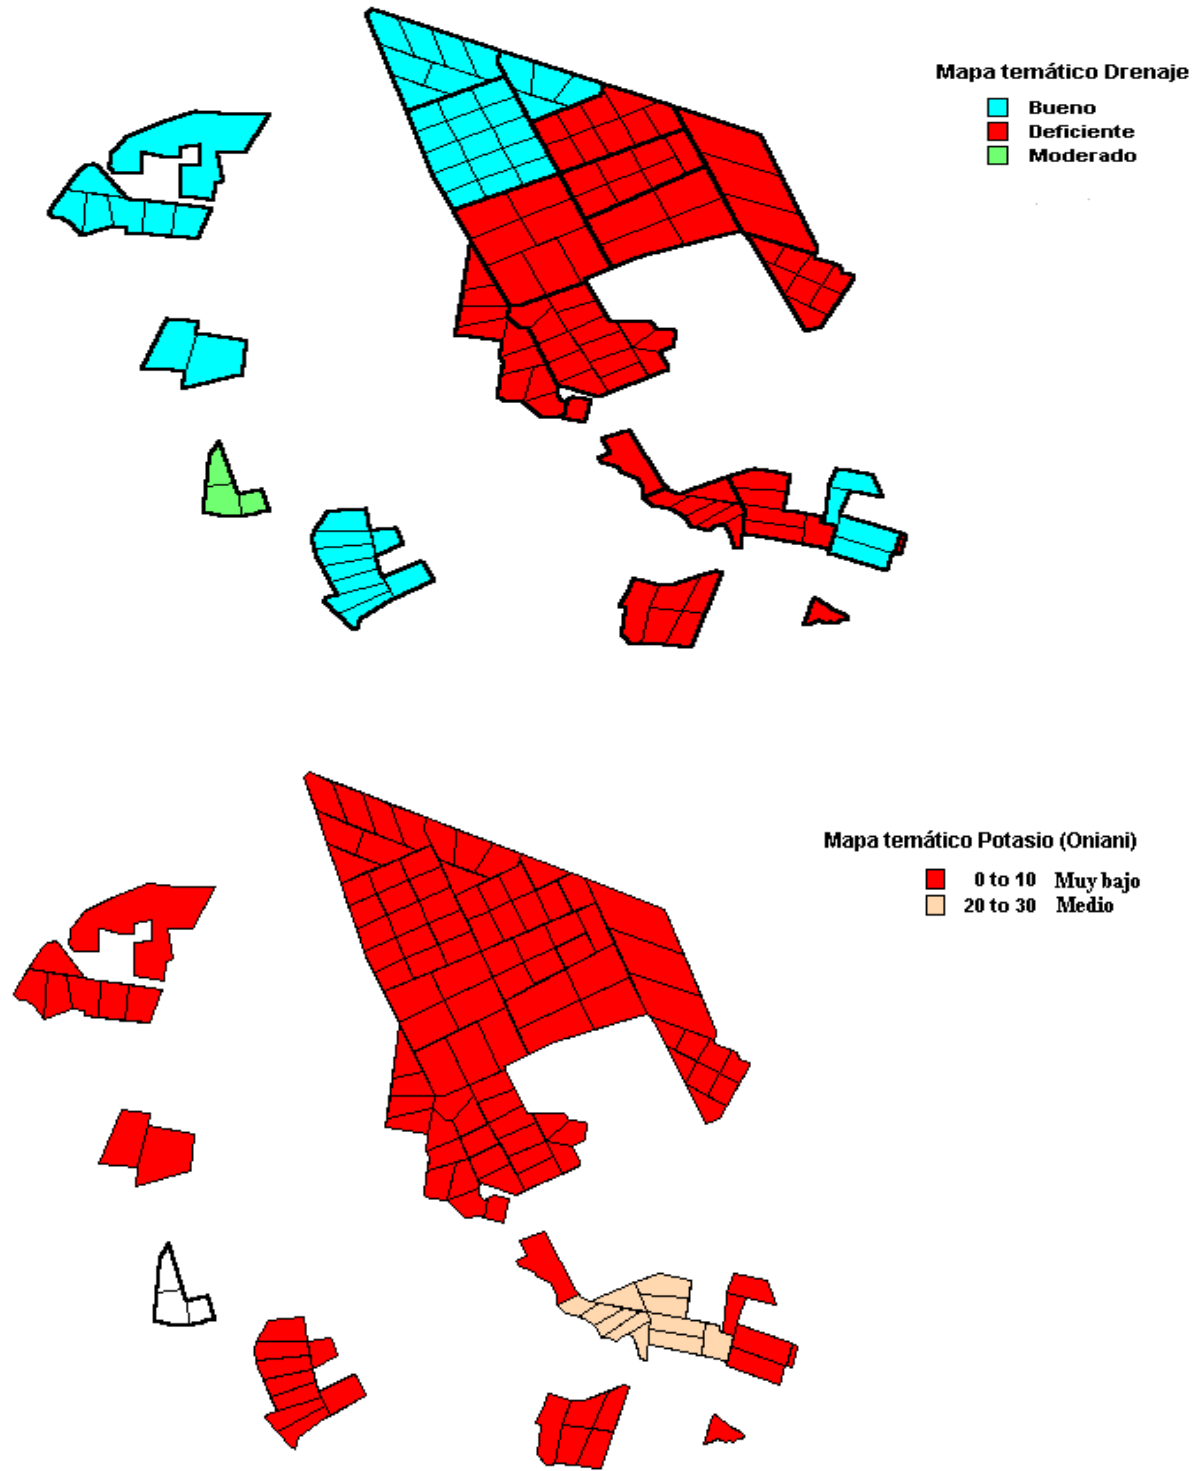 Mapa temático Drenaje
Bueno
Deficiente
Moderado
Mapa temático Potasio (Oniani)
0 to 10 Muy bajo
20 to 30 Medio